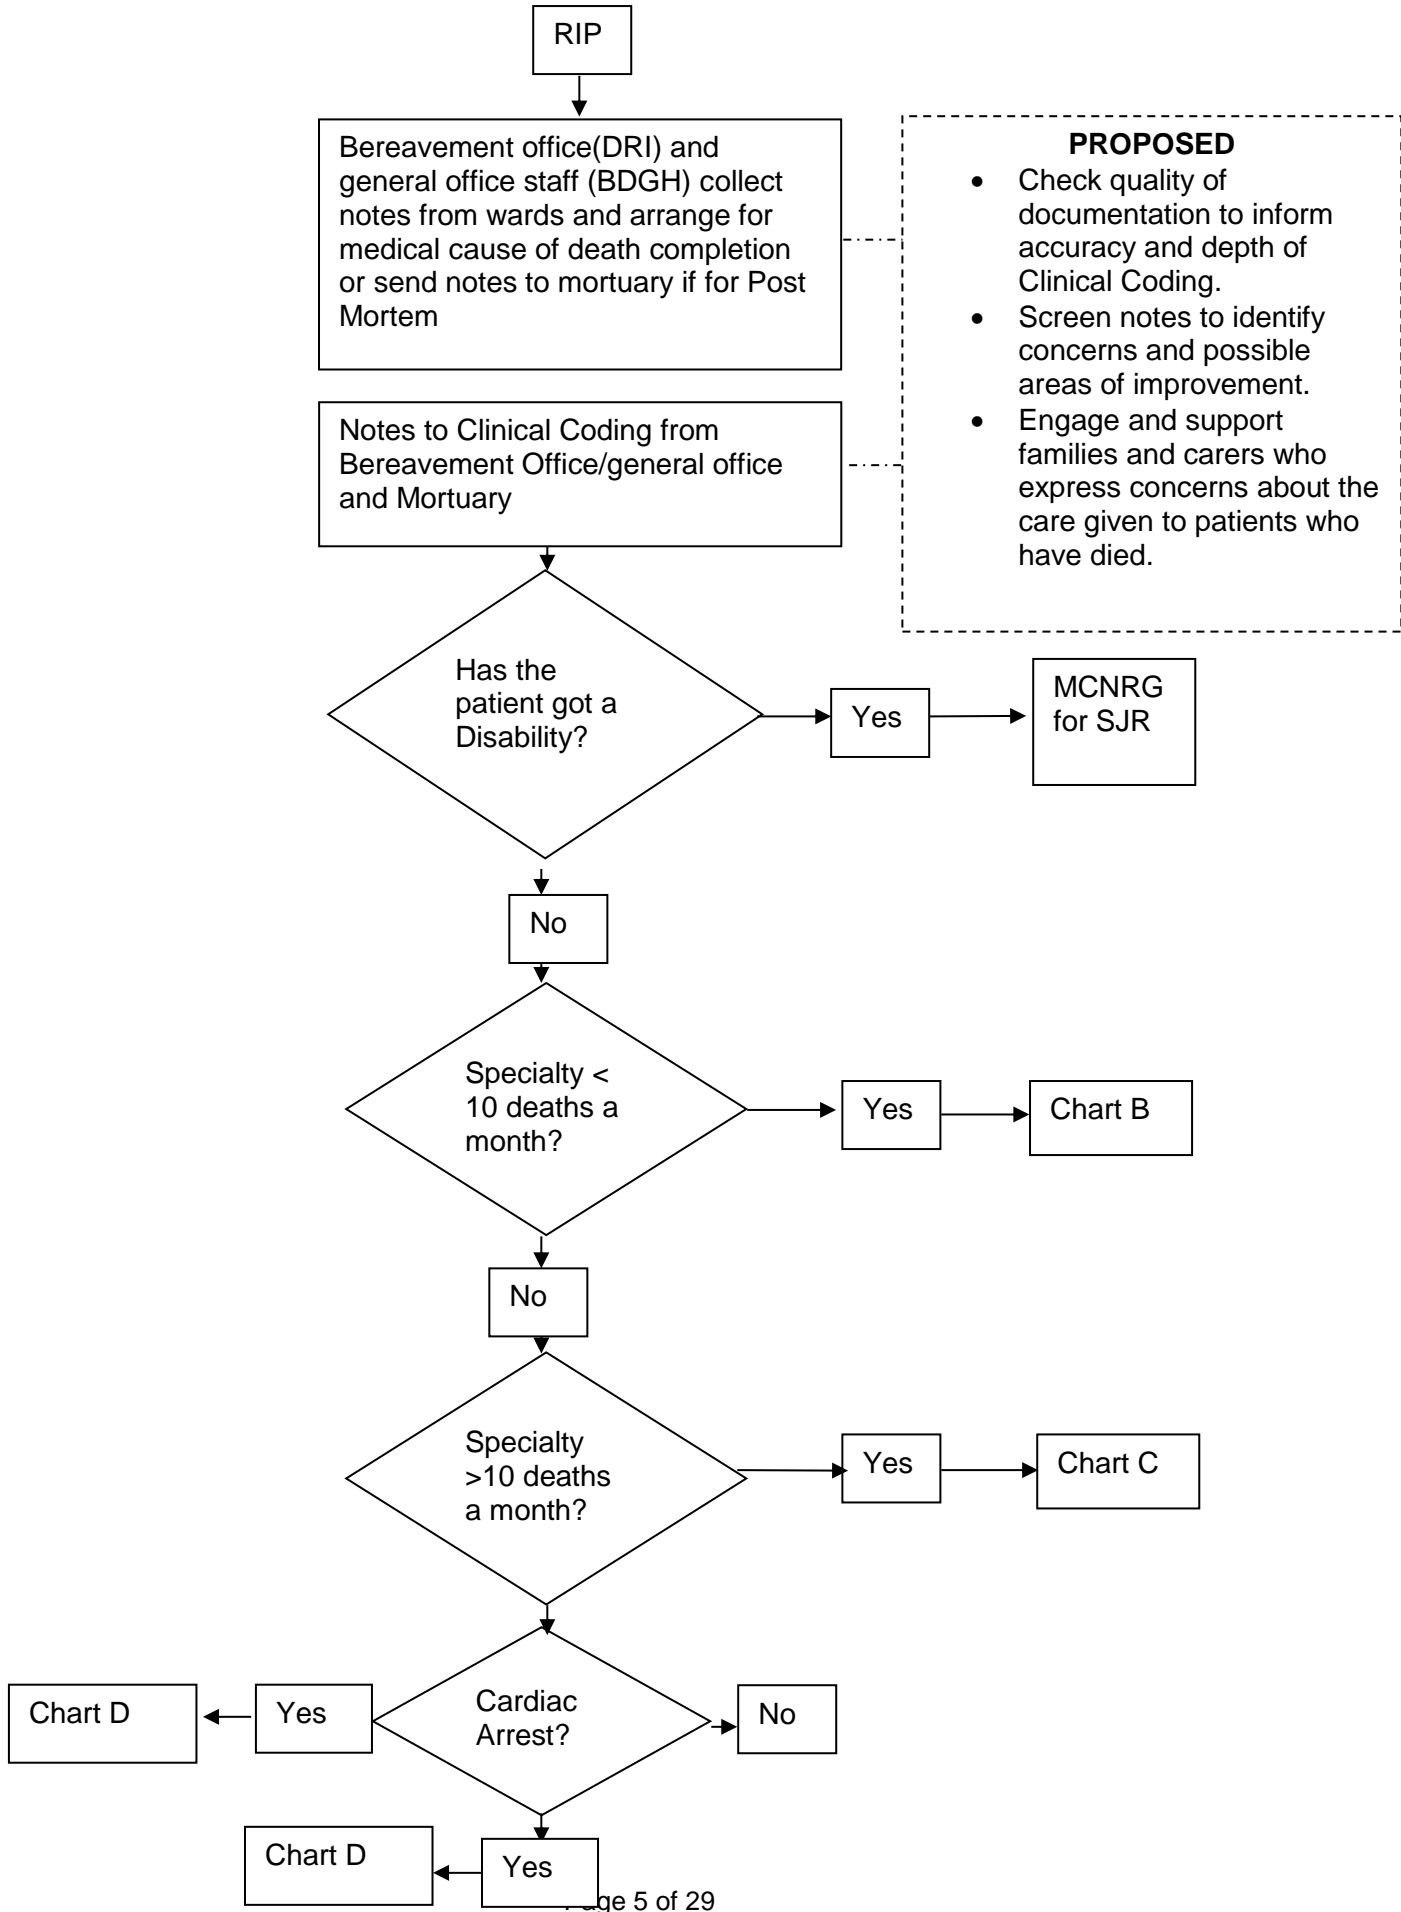 RIP
Bereavement office(DRI) and
general office staff (BDGH) collect
notes from wards and arrange for
medical cause of death completion
or send notes to mortuary if for Post
Mortem
PROPOSED
• Check quality of
documentation to inform
accuracy and depth of
Clinical Coding.
• Screen notes to identify
concerns and possible
areas of improvement.
• Engage and support
families and carers who
express concerns about the
care given to patients who
have died.
Notes to Clinical Coding from
Bereavement Office/general office
and Mortuary
Has the
patient got a
Disability?
Yes
MCNRG
for SJR
No
Specialty <
10 deaths a
month?
Yes
Chart B
No
Specialty
>10 deaths
a month?
Yes
Chart C
Cardiac
Arrest?
Yes
Chart D
No
Yes
Chart D
Page 5 of 29